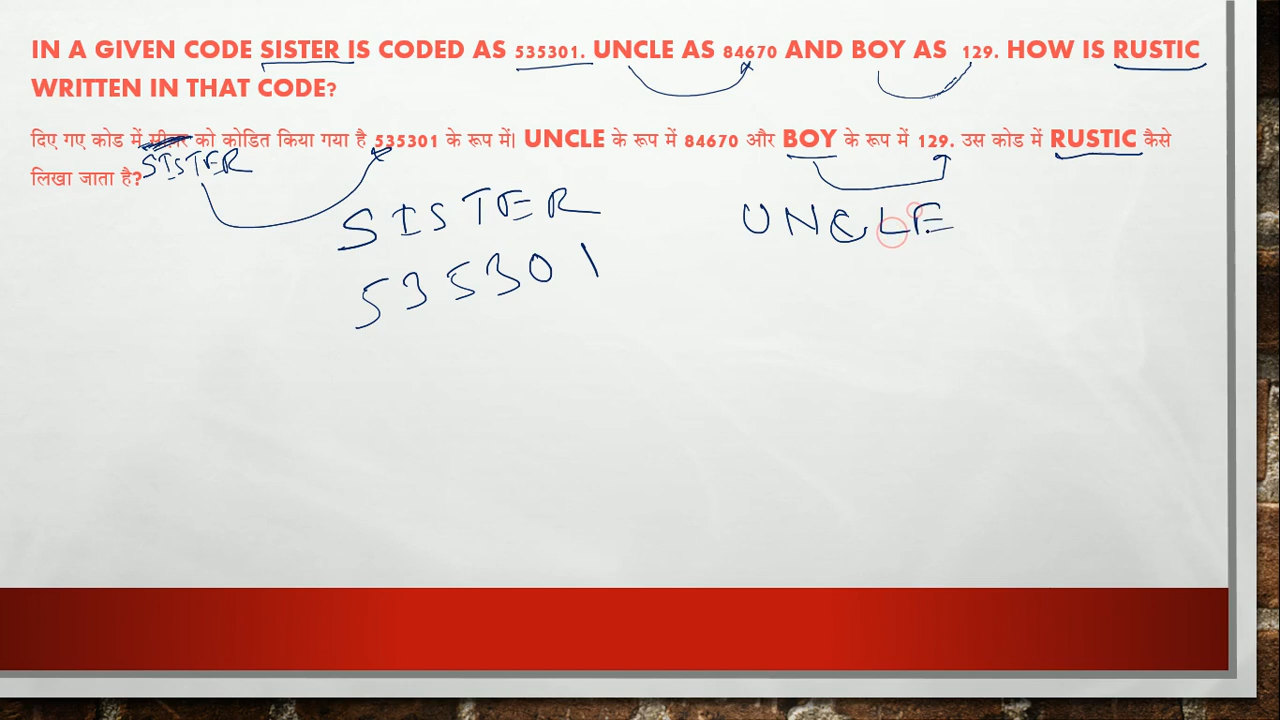 IN A GIVEN CODE SISTER IS CODED AS 535301. UNCLE AS 84670 AND BOY AS 129. HOW IS RUSTIC
WRITTEN IN THAT CODE?
दिए गए कोड में को कोडित किया गया है 535301 के रूप में| UNCLE के रूप में 84670 और BOY के रूप में 129. उस कोड में RUSTIC कैसे
SISTER
लिखा जाता है?
SISTER UNCLE
535301